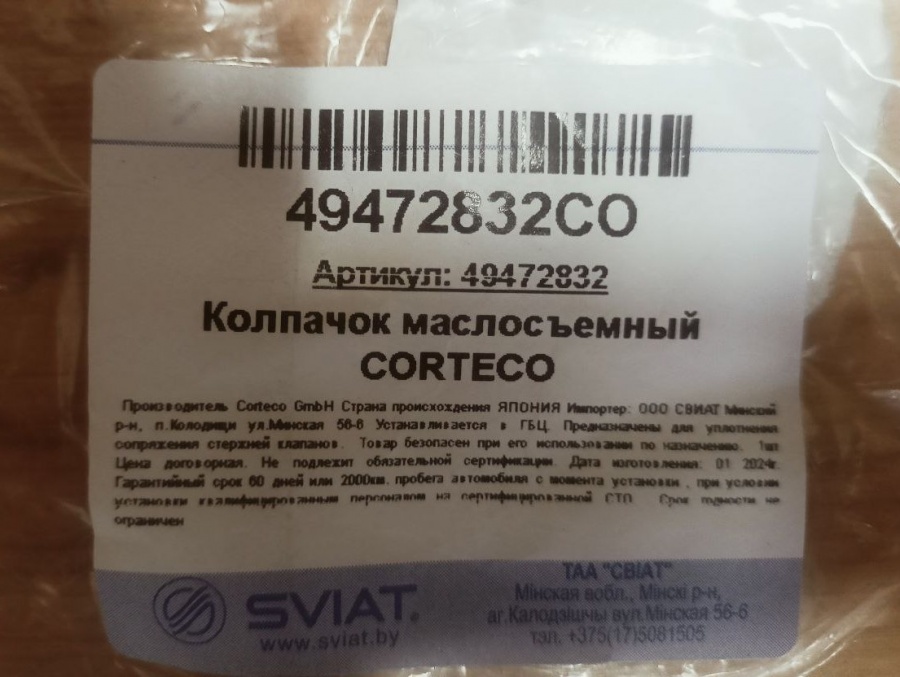 49472832CO
Артикул: 49472832
Колпачок маслосъемный
CORTECO
Производитель Corteco GmbH Страна происхождения ЯПОНИЯ Импортер: ООО СВИАТ Минский
р-н, п.Колодищи ул.Минская 56-6 Устанавливается в ГБЦ. Предназначены для уплотнения
сопряжения стержней клапанов. Товар безопасен при его использовании по назначению. 1шт
Цена договорная. Не подлежит обязательной сертификации. Дата изготовления: 01 2024г.
Гарантийный срок 60 дней или 2000км. пробега автомобиля с момента установки , при условии
установки квалифицированным персоналом на сертифицированной СТО. Срок годности не
ограничен
SVIAT®
www.sviat.by
ТАА "СВІАТ"
Мінская вобл., Мінскі р-н,
аг.Калодзішчы вул.Мінская 56-6
тэл. +375(17)5081505